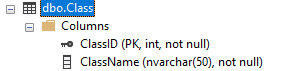 dbo.Class
Columns
ClassID (PK, int, not null)
ClassName (nvarchar(50), not null)